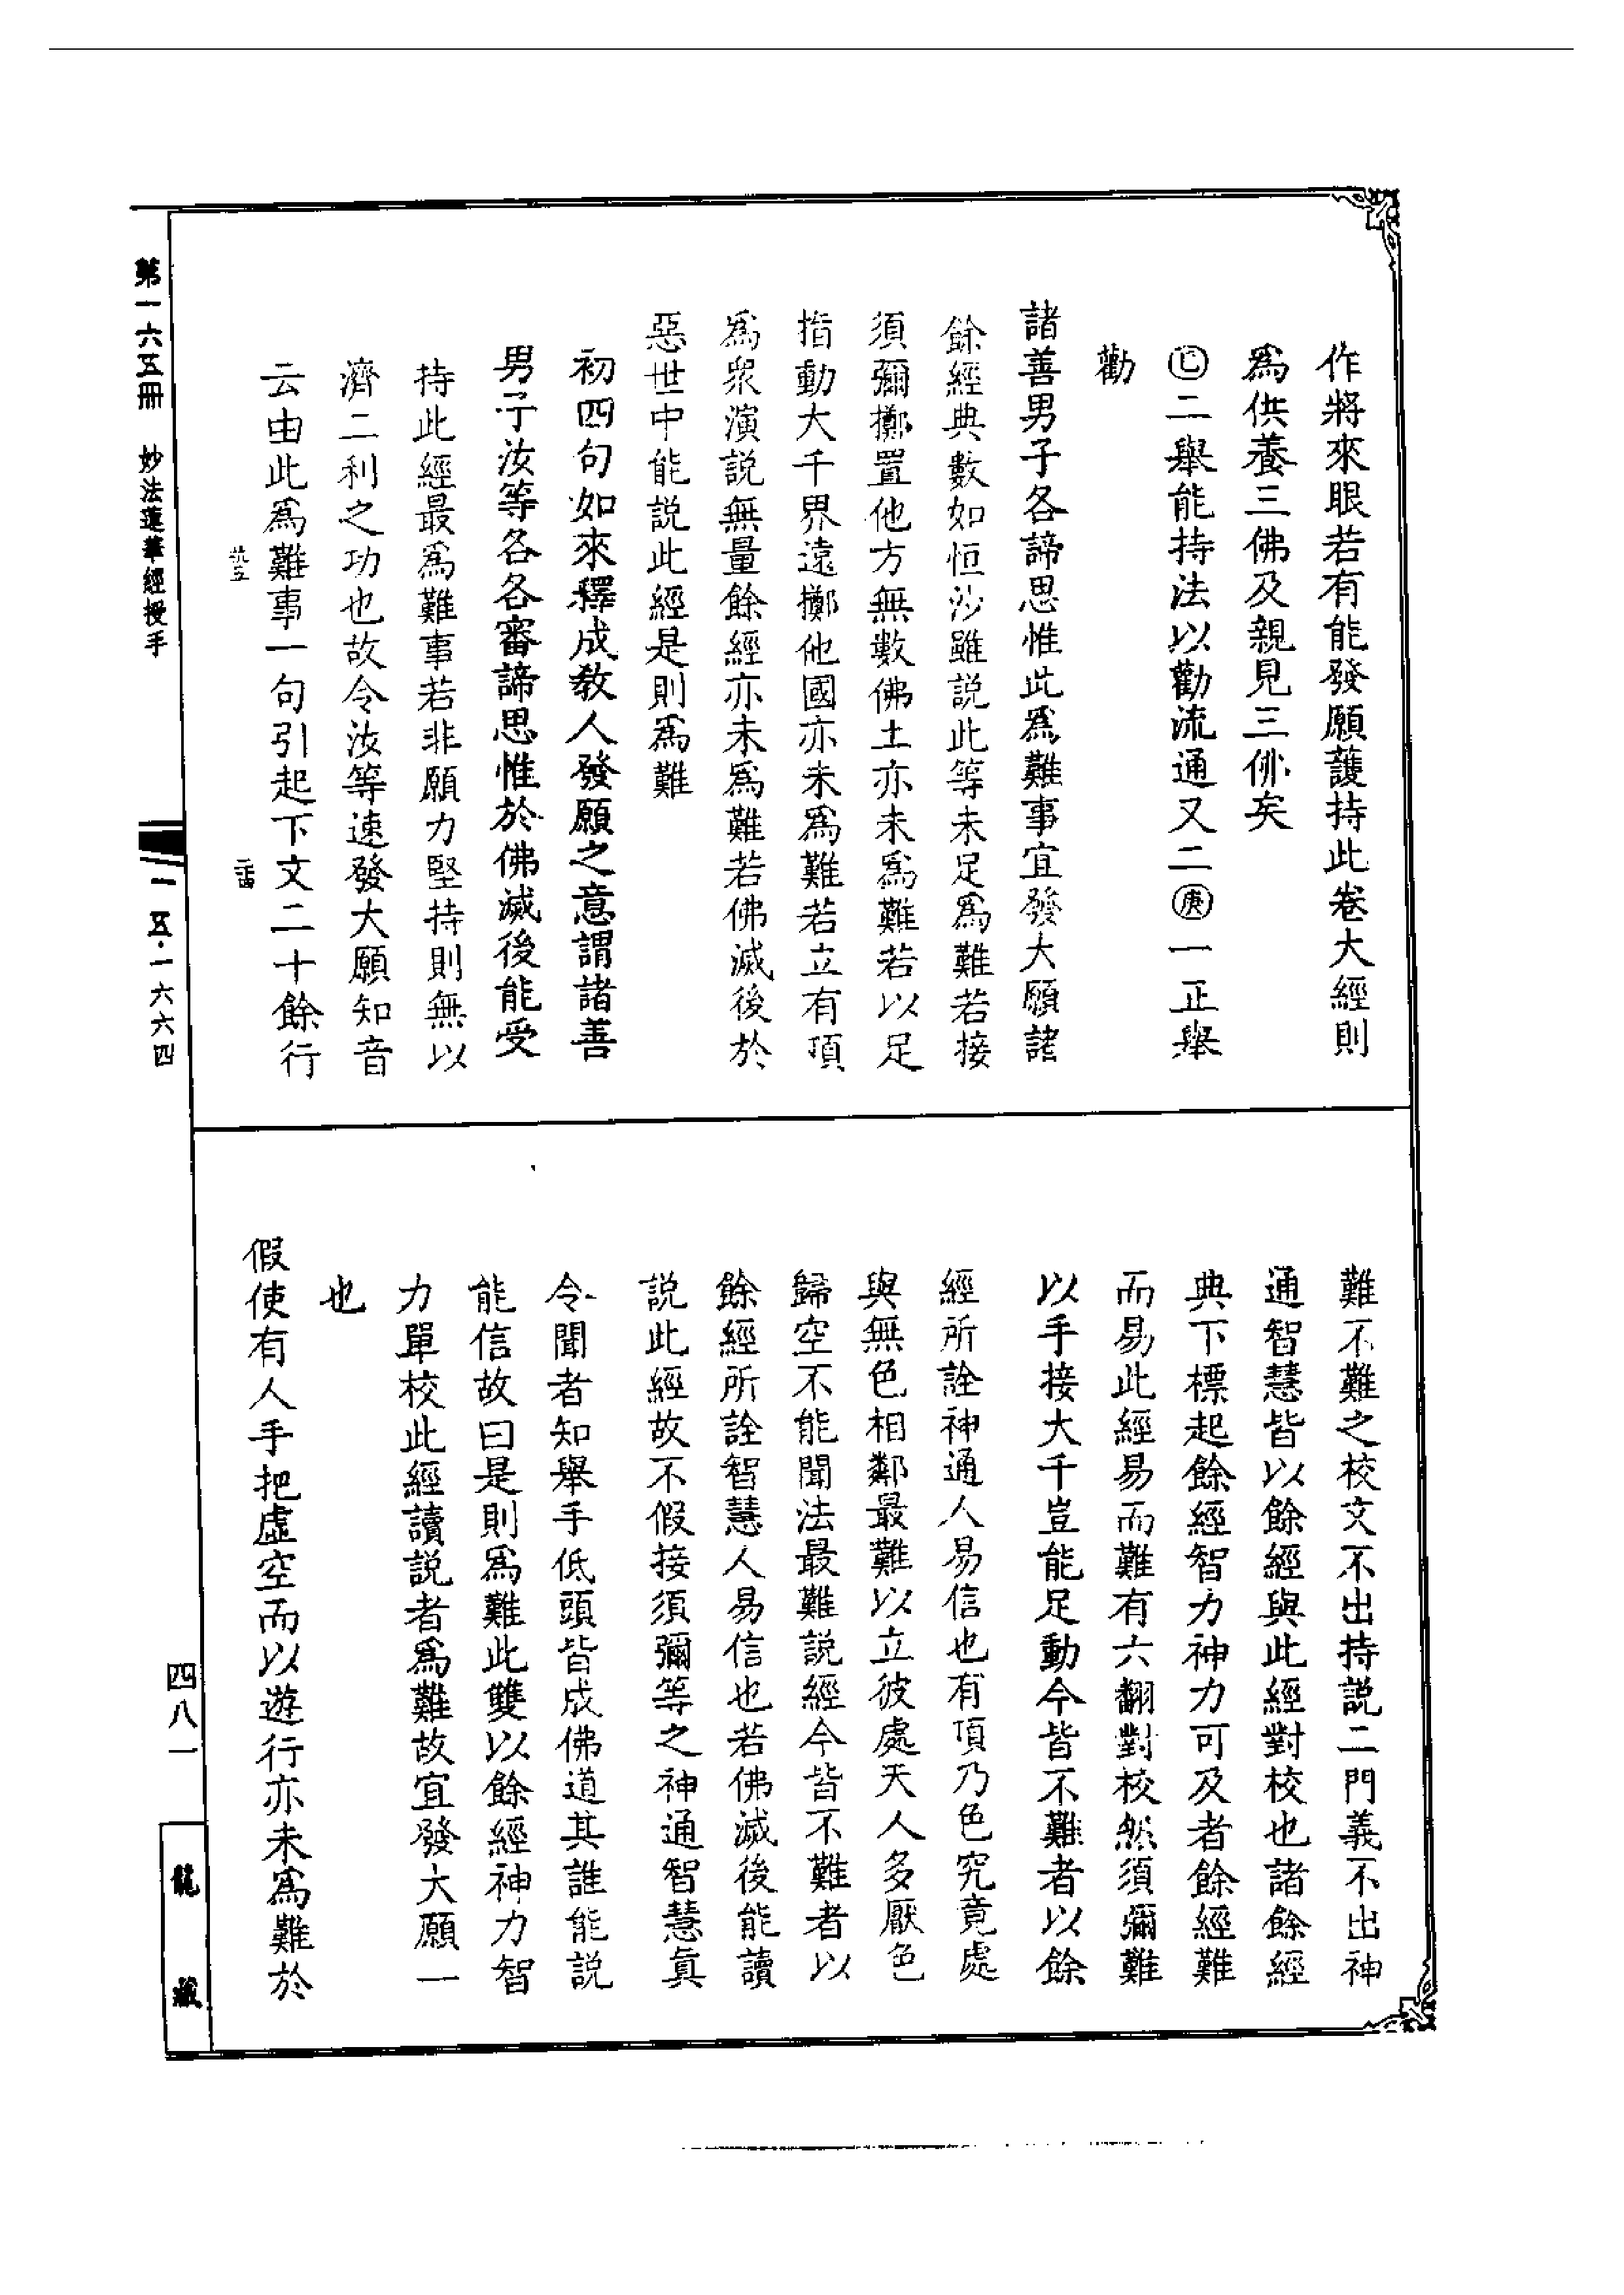 作將來眼若有能發願護持此卷大經則
爲供養三佛及親見三佛矣
㊁二舉能持法以勸流通又二庚一正舉
勸
諸善男子各諦思惟此爲難事宜發大願諸
餘經典數如恒沙雖説此等未足爲難若接
須彌擲置他方無數佛土亦未爲難若以足
指動大千界遠擲他國亦未爲難若立有頂
爲衆演説無量餘經亦未爲難若佛滅後於
惡世中能説此經是則爲難
初四句如來釋成教人發願之意謂諸善
男子汝等各各審諦思惟於佛滅後能受
持此經最爲難事若非願力堅持則無以
濟二利之功也故令汝等速發大願知音
云由此爲難事一句引起下文二十餘行
難不難之校文不出持説二門義不出神
通智慧皆以餘經與此經對校也諸餘經
典下標起餘經智力神力可及者餘經難
而易此經易而難有六翻對校然須彌難
以手接大千豈能足動今皆不難者以餘
經所詮神通人易信也有頂乃色究竟處
與無色相鄰最難以立彼處天人多厭色
歸空不能聞法最難説經今皆不難者以
餘經所詮智慧人易信也若佛滅後能讀
説此經故不假接須彌等之神通智慧眞
令聞者知舉手低頭皆成佛道其誰能説
能信故曰是則爲難此雙以餘經神力智
力單校此經讀説者爲難故宜發大願一
也
假使有人手把虛空而以遊行亦未爲難於
第一六五冊　妙法蓮華經授手
一五·一六六四
四八一
龍藏